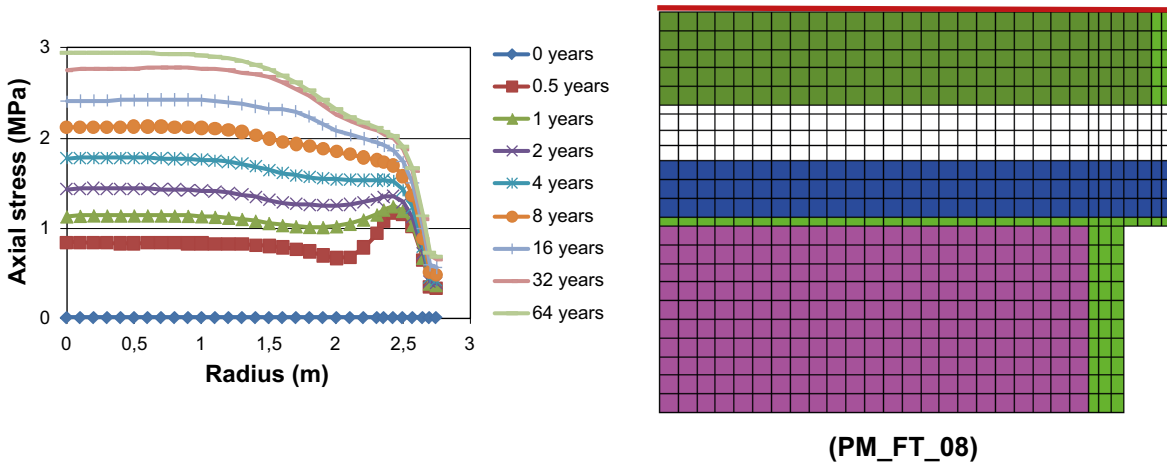 Axial stress (MPa)
3
2
1
0
0
0,5
1
1,5
2
2,5
3
Radius (m)
0 years
0.5 years
1 years
2 years
4 years
8 years
16 years
32 years
64 years
(PM_FT_08)